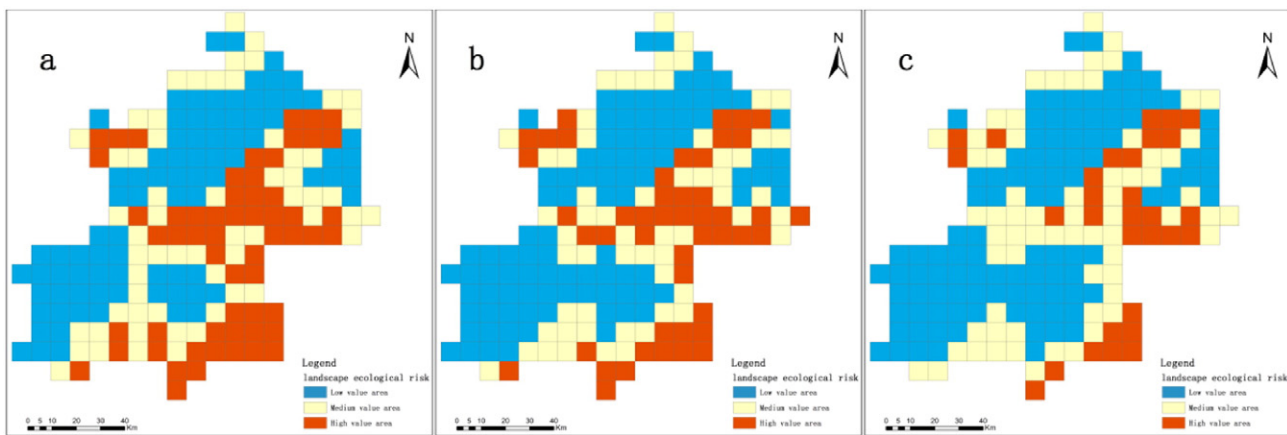 a
N
Legend
landscape ecological risk
Low value area
Medium value area
High value area
0 5 10 20 30 40
Km
b
N
Legend
landscape ecological risk
Low value area
Medium value area
High value area
0 5 10 20 30 40
Km
c
N
Legend
landscape ecological risk
Low value area
Medium value area
High value area
0 5 10 20 30 40
Km